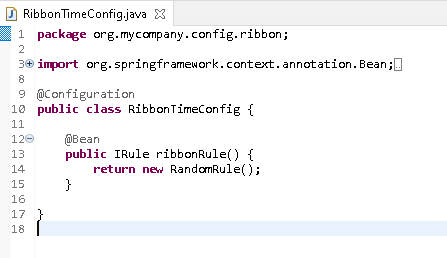 RibbonTimeConfig.java
1 package org.mycompany.config.ribbon;
2
3 import org.springframework.context.annotation.Bean;
8
9 @Configuration
10 public class RibbonTimeConfig {
11
12 @Bean
13 public IRule ribbonRule() {
14 return new RandomRule();
15 }
16
17 }
18